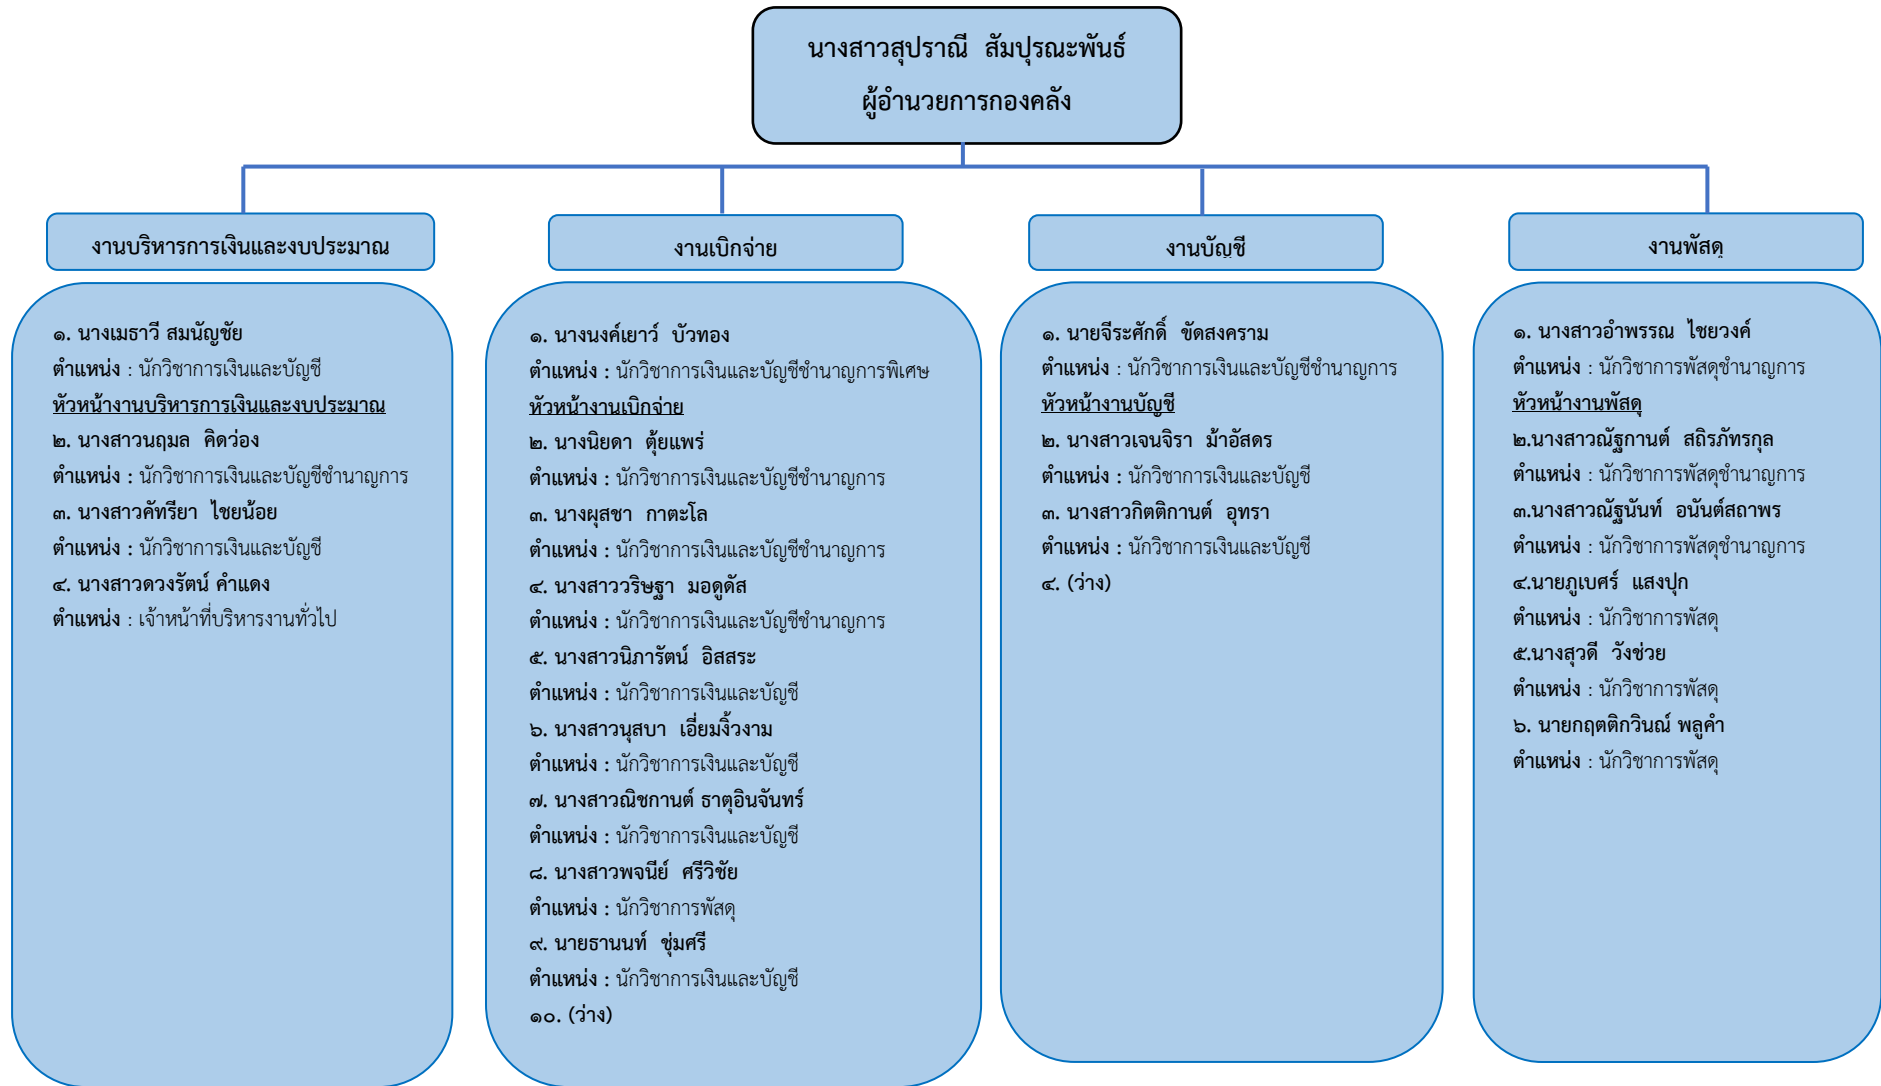 นางสาวสุปราณี สัมปุรณะพันธ์
ผู้อำนวยการกองคลัง
งานบริหารการเงินและงบประมาณ
๑. นางเมธาวี สมนัญชัย
ตำแหน่ง : นักวิชาการเงินและบัญชี
หัวหน้างานบริหารการเงินและงบประมาณ
๒. นางสาวนฤมล คิดว่อง
ตำแหน่ง : นักวิชาการเงินและบัญชีชำนาญการ
๓. นางสาวคัทรียา ไชยน้อย
ตำแหน่ง : นักวิชาการเงินและบัญชี
๔. นางสาวดวงรัตน์ คำแดง
ตำแหน่ง : เจ้าหน้าที่บริหารงานทั่วไป
งานเบิกจ่าย
๑. นางนงค์เยาว์ บัวทอง
ตำแหน่ง : นักวิชาการเงินและบัญชีชำนาญการพิเศษ
หัวหน้างานเบิกจ่าย
๒. นางนิยดา ตุ้ยแพร่
ตำแหน่ง : นักวิชาการเงินและบัญชีชำนาญการ
๓. นางผุสชา กาตะโล
ตำแหน่ง : นักวิชาการเงินและบัญชีชำนาญการ
๔. นางสาววริษฐา มอดูดัส
ตำแหน่ง : นักวิชาการเงินและบัญชีชำนาญการ
๕. นางสาวนิภารัตน์ อิสสระ
ตำแหน่ง : นักวิชาการเงินและบัญชี
๖. นางสาวนุสบา เอี่ยมงิ้วงาม
ตำแหน่ง : นักวิชาการเงินและบัญชี
๗. นางสาวณิชกานต์ ธาตุอินจันทร์
ตำแหน่ง : นักวิชาการเงินและบัญชี
๘. นางสาวพจนีย์ ศรีวิชัย
ตำแหน่ง : นักวิชาการพัสดุ
๙. นายธานนท์ ชุ่มศรี
ตำแหน่ง : นักวิชาการเงินและบัญชี
๑๐. (ว่าง)
งานบัญชี
๑. นายจีระศักดิ์ ขัดสงคราม
ตำแหน่ง : นักวิชาการเงินและบัญชีชำนาญการ
หัวหน้างานบัญชี
๒. นางสาวเจนจิรา ม้าอัสดร
ตำแหน่ง : นักวิชาการเงินและบัญชี
๓. นางสาวกิตติกานต์ อุทรา
ตำแหน่ง : นักวิชาการเงินและบัญชี
๔. (ว่าง)
งานพัสดุ
๑. นางสาวอำพรรณ ไชยวงค์
ตำแหน่ง : นักวิชาการพัสดุชำนาญการ
หัวหน้างานพัสดุ
๒.นางสาวณัฐกานต์ สถิรภัทรกุล
ตำแหน่ง : นักวิชาการพัสดุชำนาญการ
๓.นางสาวณัฐนันท์ อนันต์สถาพร
ตำแหน่ง : นักวิชาการพัสดุชำนาญการ
๔.นายภูเบศร์ แสงปุก
ตำแหน่ง : นักวิชาการพัสดุ
๕.นางสุวดี วังช่วย
ตำแหน่ง : นักวิชาการพัสดุ
๖. นายกฤตติกวินณ์ พลูคำ
ตำแหน่ง : นักวิชาการพัสดุ